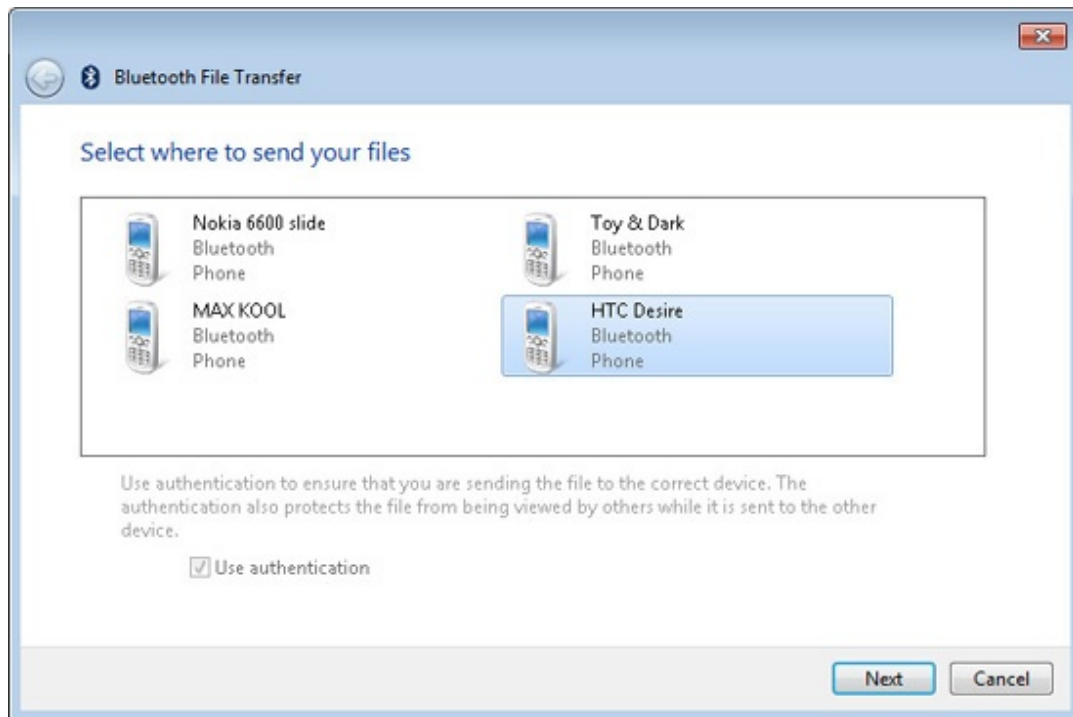 Bluetooth File Transfer
Select where to send your files
Nokia 6600 slide
Bluetooth
Phone
Toy & Dark
Bluetooth
Phone
MAX KOOL
Bluetooth
Phone
HTC Desire
Bluetooth
Phone
Use authentication to ensure that you are sending the file to the correct device. The
authentication also protects the file from being viewed by others while it is sent to the other
device.
Use authentication
Next
Cancel